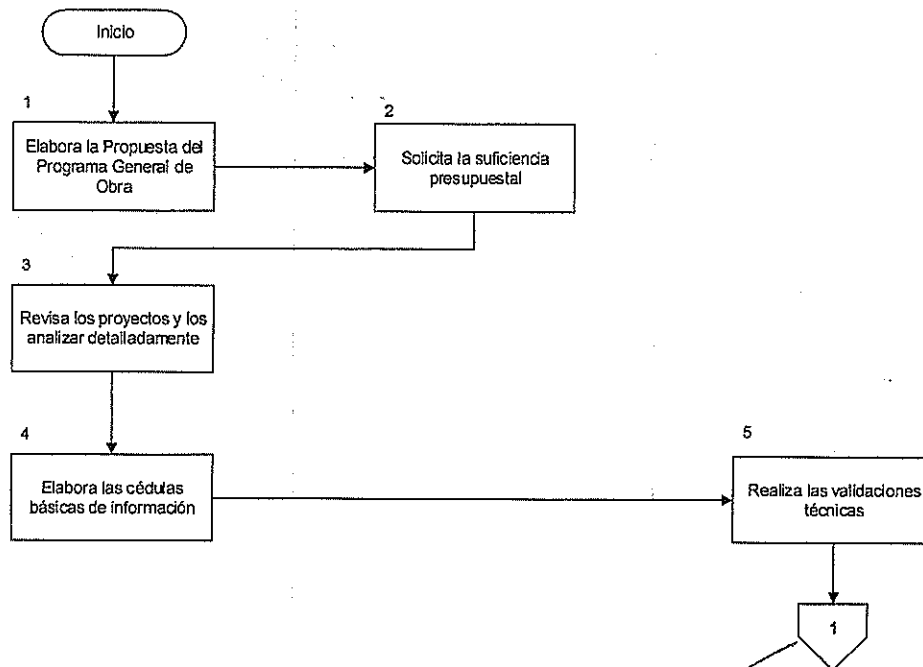 Inicio
1
Elabora la Propuesta del
Programa General de
Obra
2
Solicita la suficiencia
presupuestal
3
Revisa los proyectos y los
analizar detalladamente
4
Elabora las cédulas
básicas de información
5
Realiza las validaciones
técnicas
1